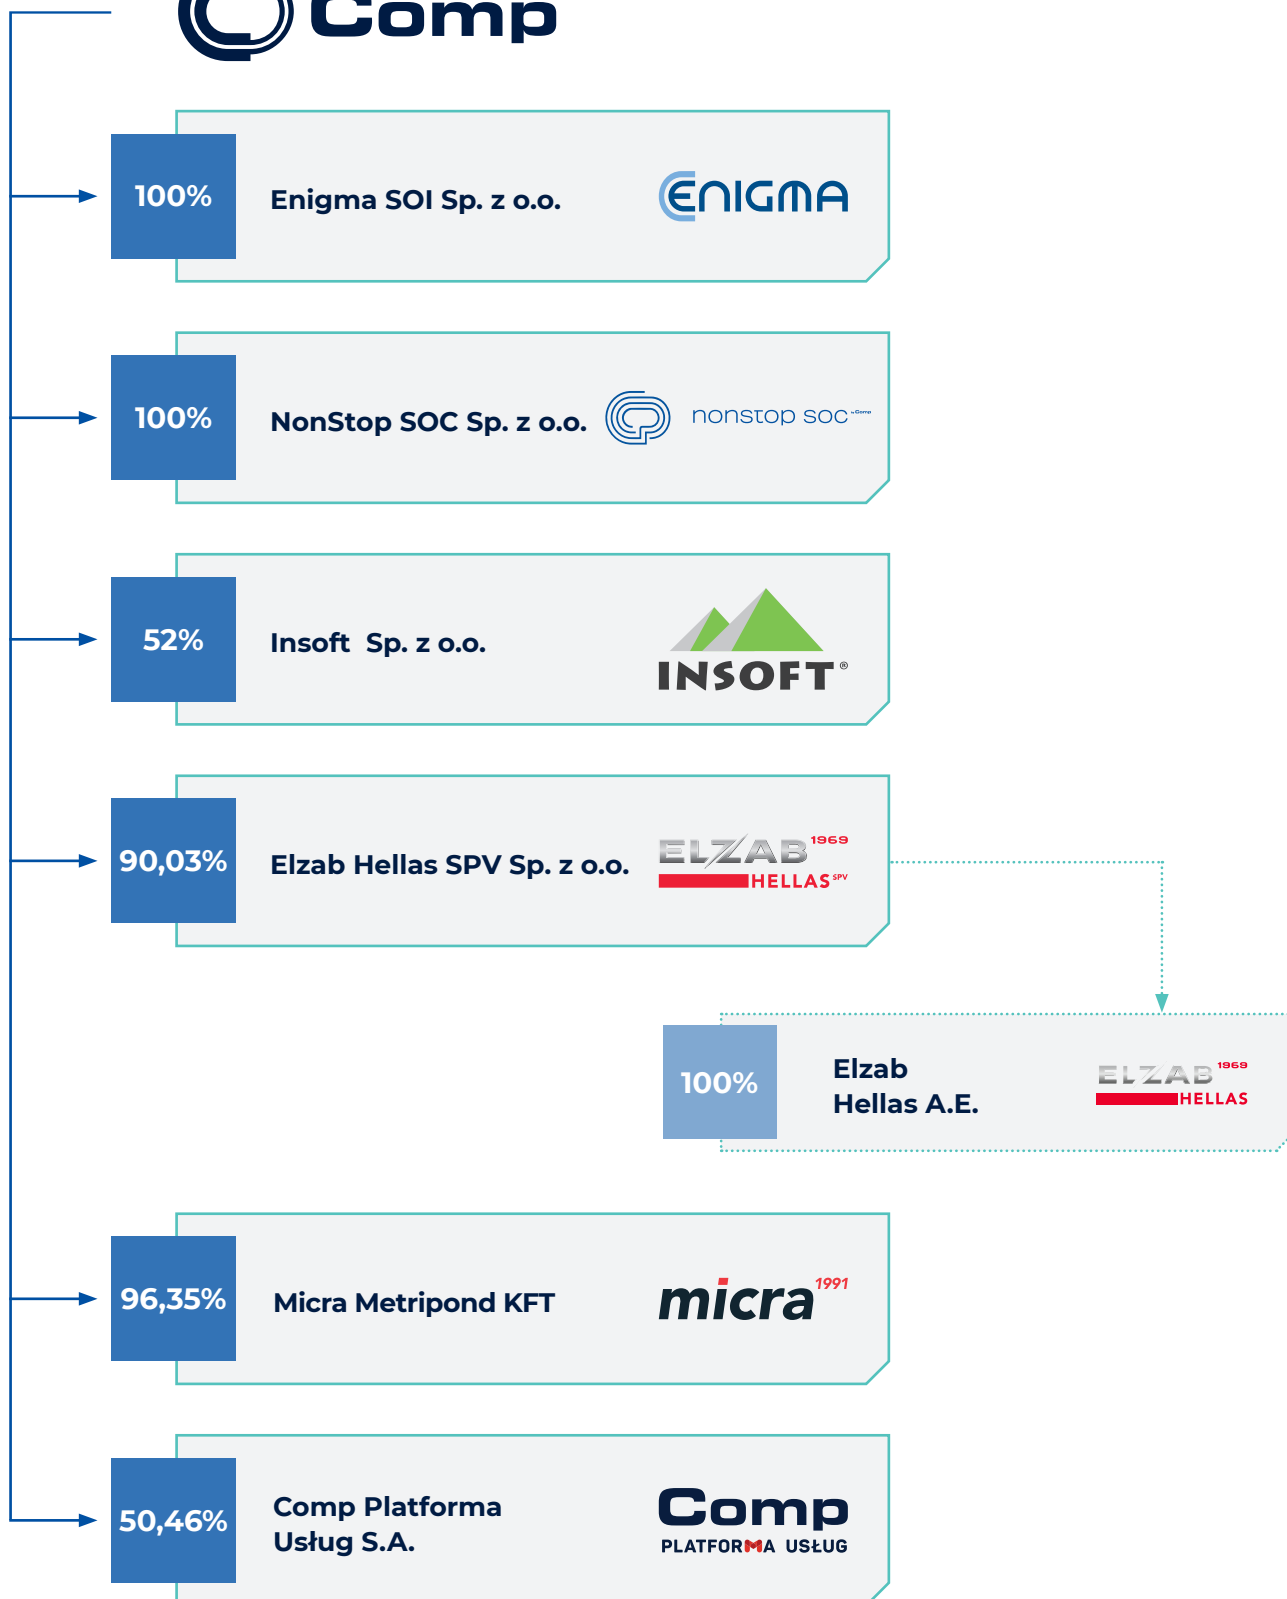 Comp
100%
Enigma SOI Sp. z o.o.
ENIGMA
100%
NonStop SOC Sp. z o.o.
nonstop soc by Comp
52%
Insoft Sp. z o.o.
INSOFT®
90,03%
Elzab Hellas SPV Sp. z o.o.
ELZAB 1969
HELLAS SPV
100%
Elzab
Hellas A.E.
ELZAB 1969
HELLAS
96,35%
Micra Metripond KFT
micra 1991
50,46%
Comp Platforma
Usług S.A.
Comp
PLATFORMA USŁUG